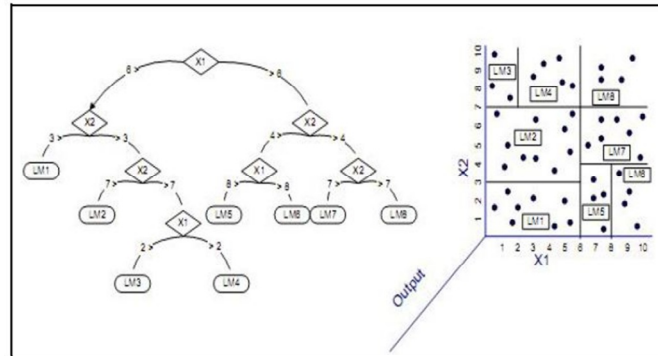 X1
6 > > 6
X2 X2
3 > > 3 4 > > 4
LM1 X2 X1 X2
7 > > 7 8 > > 8 7 > > 7
LM2 X1 LM5 LM6 LM7 LM8
2 > > 2
LM3 LM4
X2
10
9
8
7
6
5
4
3
2
1
LM3 LM4 LM8
LM2 LM7
LM6
LM1 LM5
1 2 3 4 5 6 7 8 9 10
X1
Output